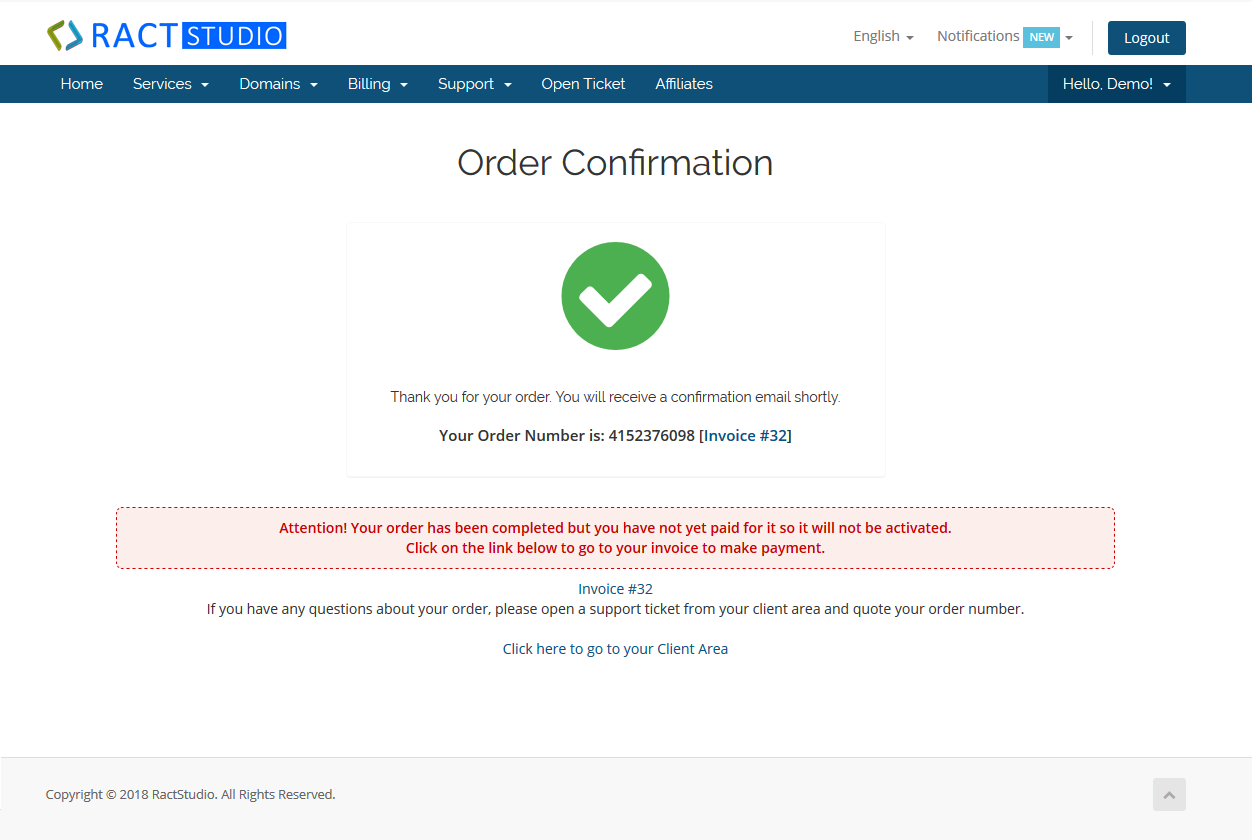 RACT STUDIO
English
Notifications NEW
Logout
Home Services Domains Billing Support Open Ticket Affiliates Hello, Demo!
Order Confirmation
Thank you for your order. You will receive a confirmation email shortly.
Your Order Number is: 4152376098 [Invoice #32]
Attention! Your order has been completed but you have not yet paid for it so it will not be activated.
Click on the link below to go to your invoice to make payment.
Invoice #32
If you have any questions about your order, please open a support ticket from your client area and quote your order number.
Click here to go to your Client Area
Copyright © 2018 RactStudio. All Rights Reserved.